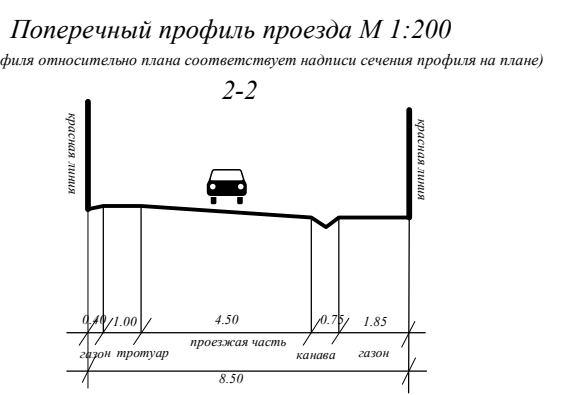 Поперечный профиль проезда М 1:200
филя относительно плана соответствует надписи сечения профиля на плане)
2-2
красная линия
красная линия
0.40 1.00 4.50 0.75 1.85
газон тротуар проезжая часть канава газон
8.50